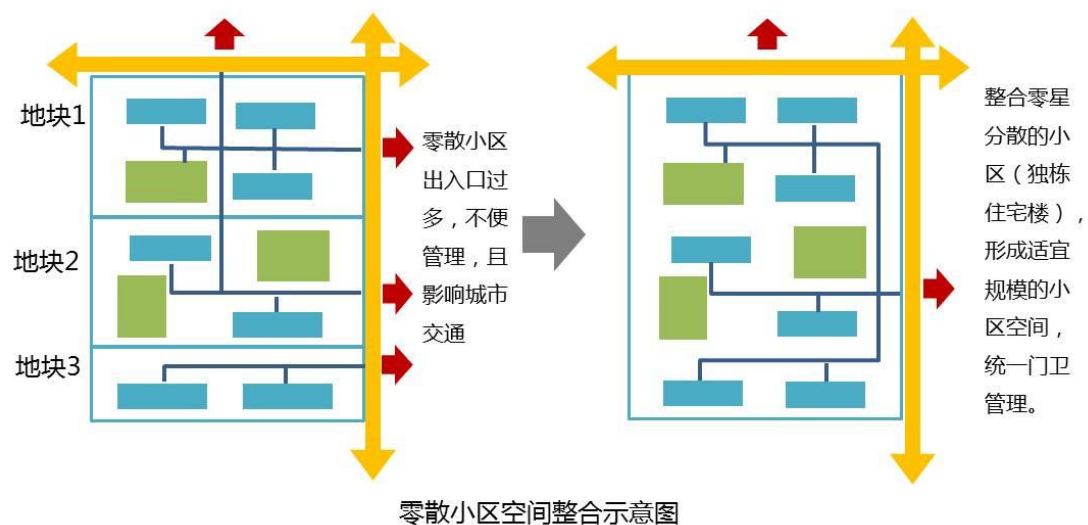 地块1
地块2
地块3
零散小区
出入口过
多，不便
管理，且
影响城市
交通
整合零星
分散的小
区（独栋
住宅楼），
形成适宜
规模的小
区空间，
统一门卫
管理。
零散小区空间整合示意图